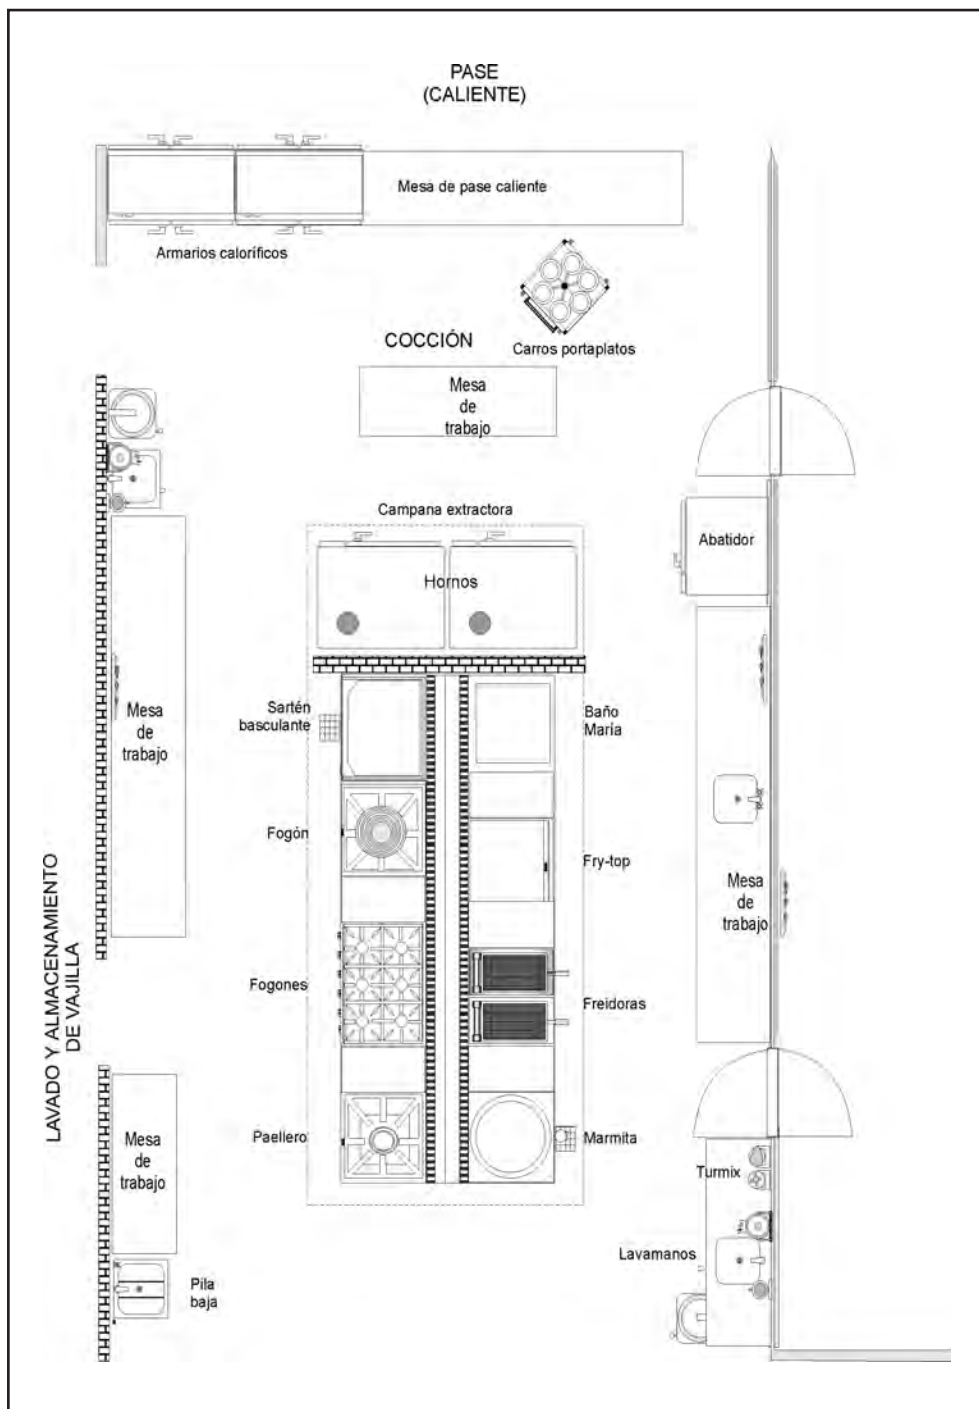 PASE
(CALIENTE)
Mesa de pase caliente
Armarios caloríficos
COCCIÓN
Carros portaplatos
Mesa
de
trabajo
Campana extractora
Hornos
Abatidor
Sartén
basculante
Baño
María
Mesa
de
trabajo
Fogón
Fry-top
Mesa
de
trabajo
LAVADO Y ALMACENAMIENTO
DE VAJILLA
Fogones
Freidoras
Mesa
de
trabajo
Paellero
Marmita
Turmix
Lavamanos
Pila
baja